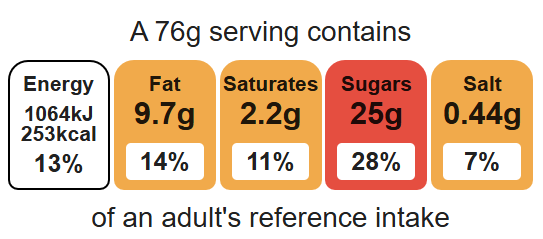 A 76g serving contains
Energy
1064kJ
253kcal
13%
Fat
9.7g
14%
Saturates
2.2g
11%
Sugars
25g
28%
Salt
0.44g
7%
of an adult's reference intake